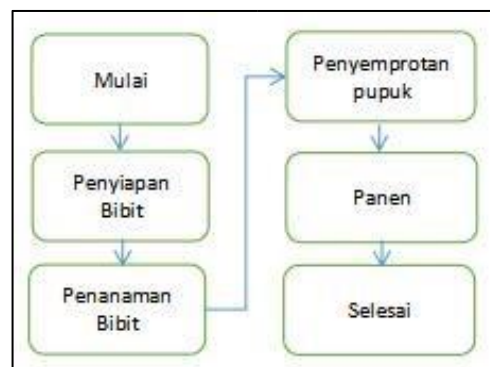 Mulai
Penyiapan
Bibit
Penanaman
Bibit
Penyemprotan
pupuk
Panen
Selesai